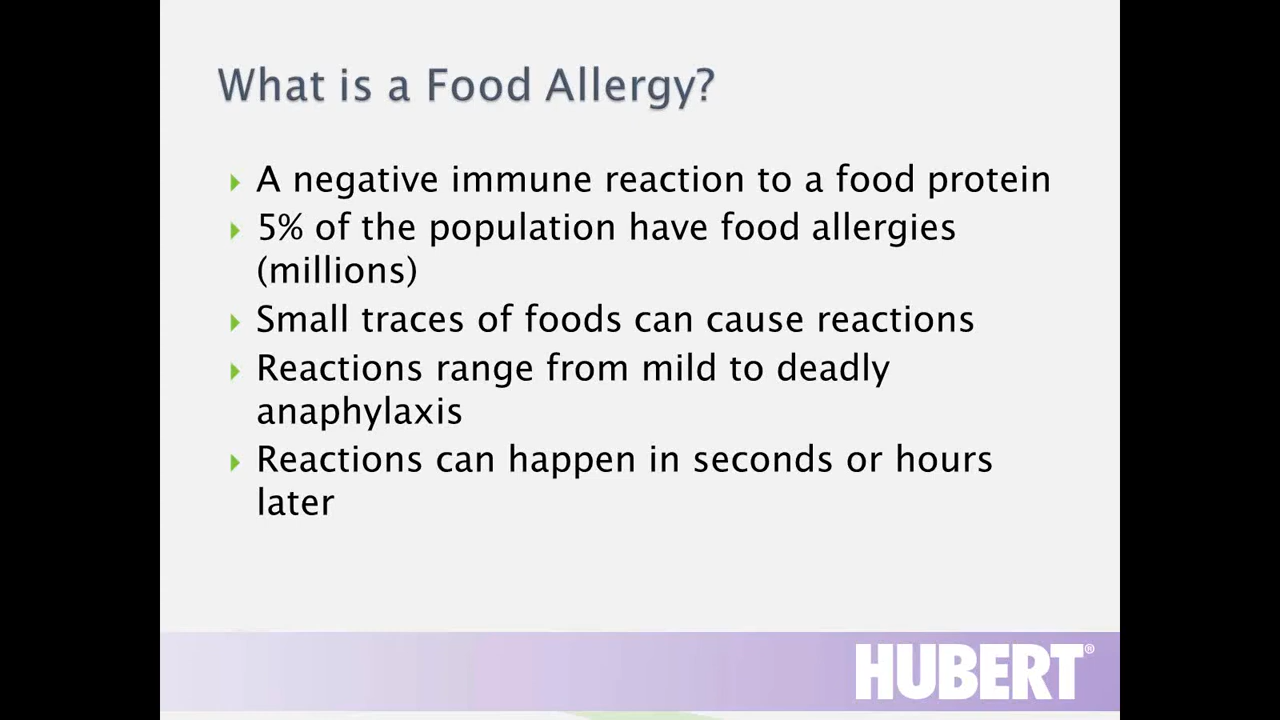 What is a Food Allergy?
A negative immune reaction to a food protein
5% of the population have food allergies
(millions)
Small traces of foods can cause reactions
Reactions range from mild to deadly
anaphylaxis
Reactions can happen in seconds or hours
later
HUBERT®